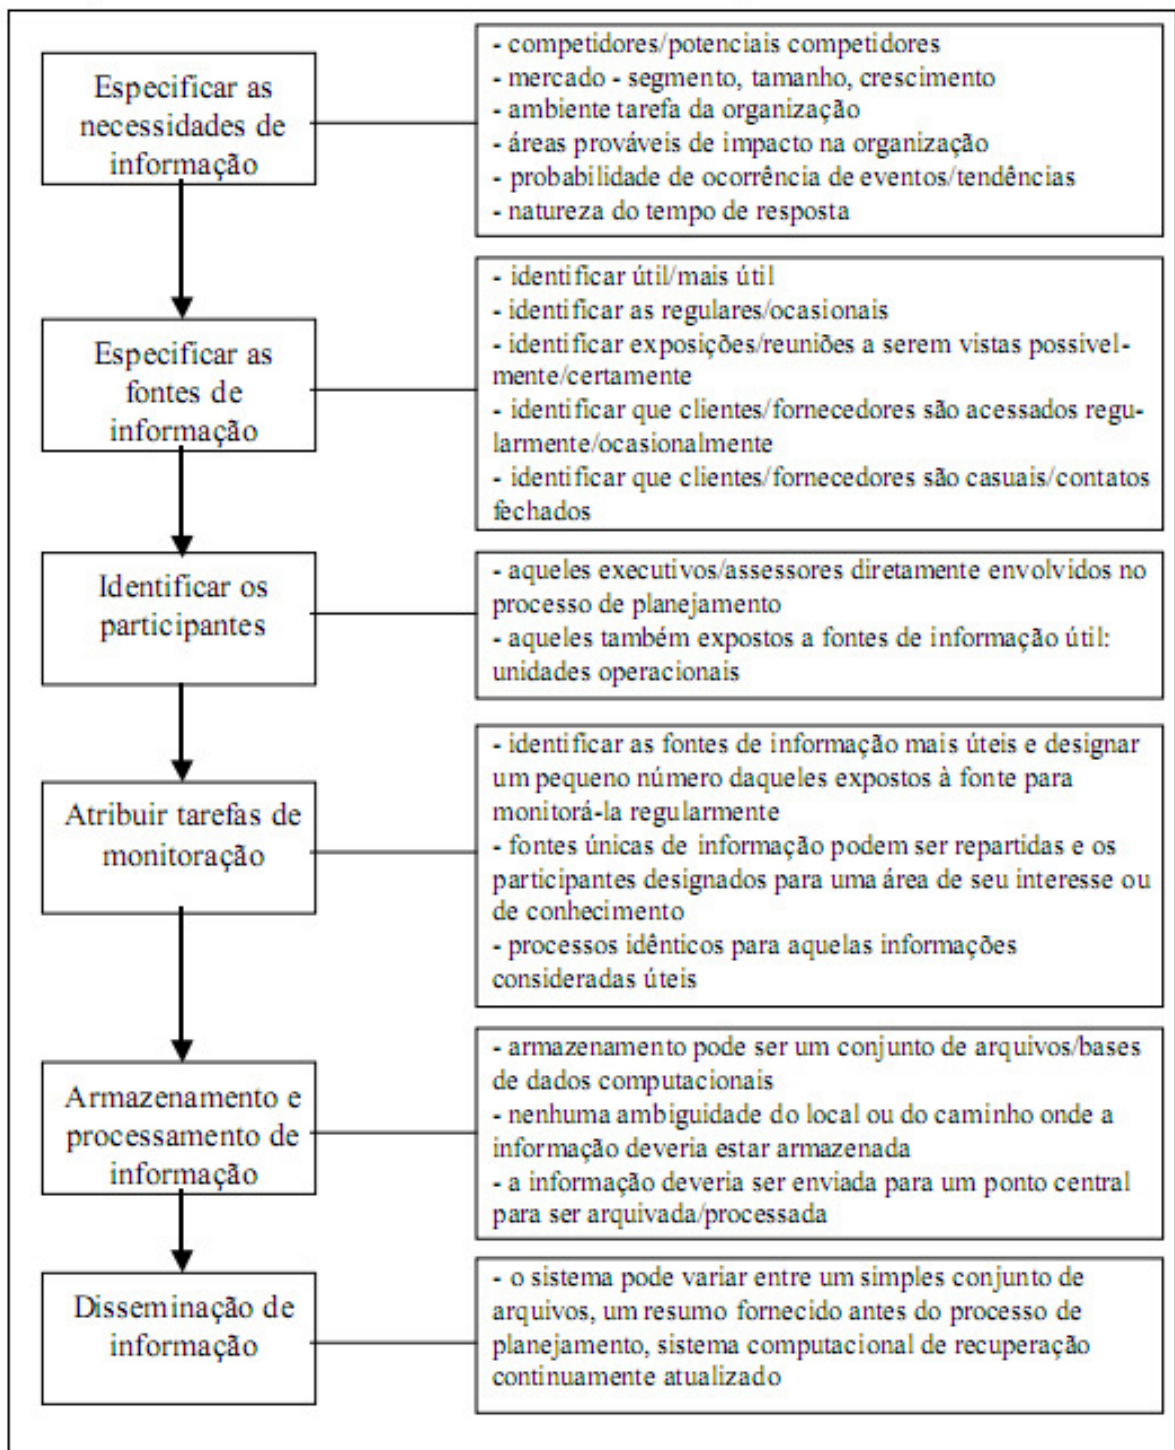 Especificar as
necessidades de
informação
- competidores/potenciais competidores
- mercado - segmento, tamanho, crescimento
- ambiente tarefa da organização
- áreas prováveis de impacto na organização
- probabilidade de ocorrência de eventos/tendências
- natureza do tempo de resposta
Especificar as
fontes de
informação
- identificar útil/mais útil
- identificar as regulares/ocasionais
- identificar exposições/reuniões a serem vistas possivel-
mente/certamente
- identificar que clientes/fornecedores são acessados regu-
larmente/ocasionalmente
- identificar que clientes/fornecedores são casuais/contatos
fechados
Identificar os
participantes
- aqueles executivos/assessores diretamente envolvidos no
processo de planejamento
- aqueles também expostos a fontes de informação útil:
unidades operacionais
Atribuir tarefas de
monitoração
- identificar as fontes de informação mais úteis e designar
um pequeno número daqueles expostos à fonte para
monitorá-la regularmente
- fontes únicas de informação podem ser repartidas e os
participantes designados para uma área de seu interesse ou
de conhecimento
- processos idênticos para aquelas informações
consideradas úteis
Armazenamento e
processamento de
informação
- armazenamento pode ser um conjunto de arquivos/bases
de dados computacionais
- nenhuma ambiguidade do local ou do caminho onde a
informação deveria estar armazenada
- a informação deveria ser enviada para um ponto central
para ser arquivada/processada
Disseminação de
informação
- o sistema pode variar entre um simples conjunto de
arquivos, um resumo fornecido antes do processo de
planejamento, sistema computacional de recuperação
continuamente atualizado